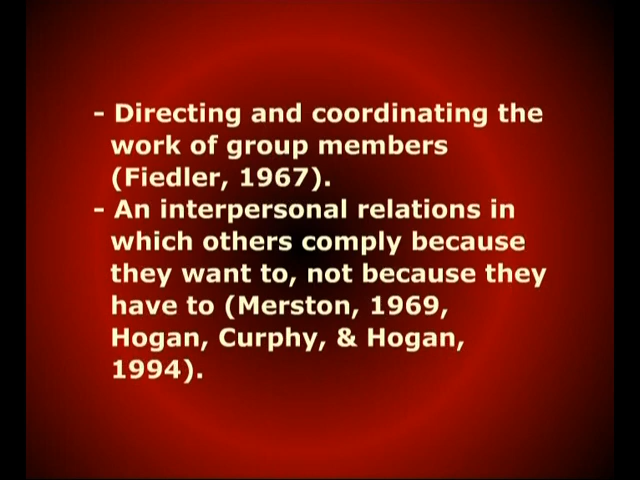 - Directing and coordinating the
work of group members
(Fiedler, 1967).
- An interpersonal relations in
which others comply because
they want to, not because they
have to (Merston, 1969,
Hogan, Curphy, & Hogan,
1994).